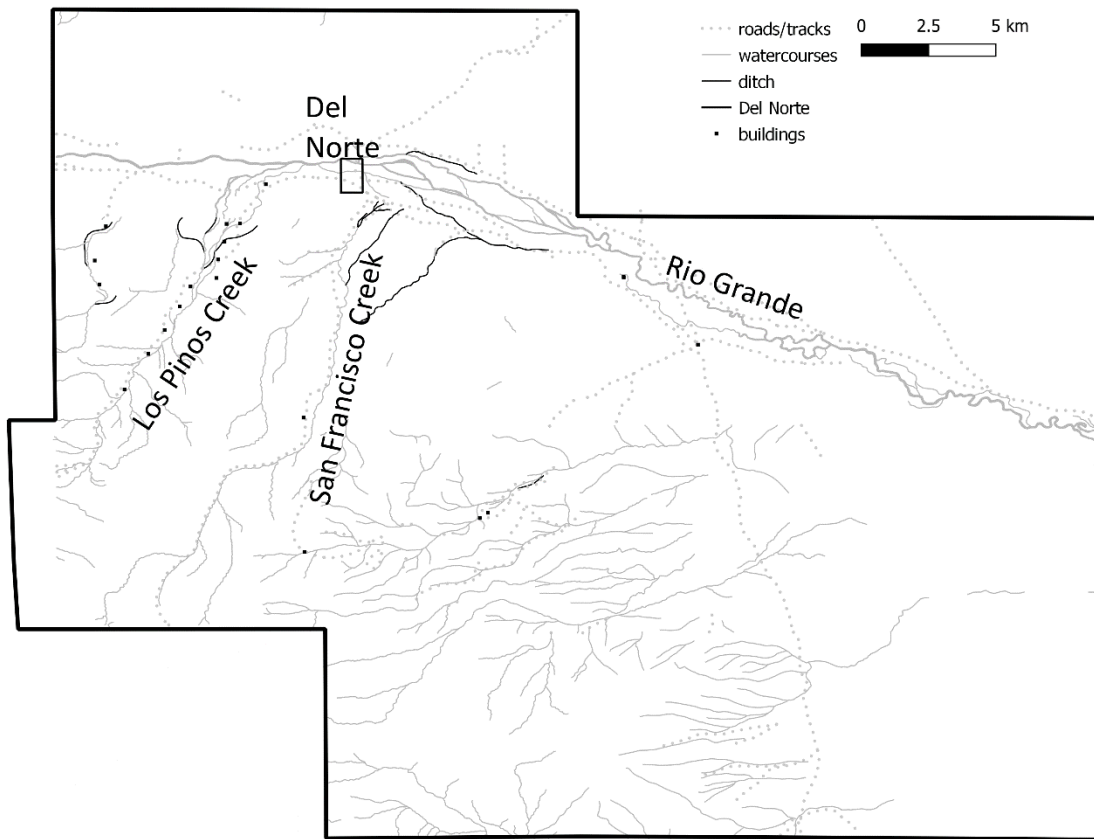 roads/tracks
watercourses
ditch
Del Norte
buildings
0 2.5 5 km
Del
Norte
Rio Grande
Los Pinos Creek
San Francisco Creek